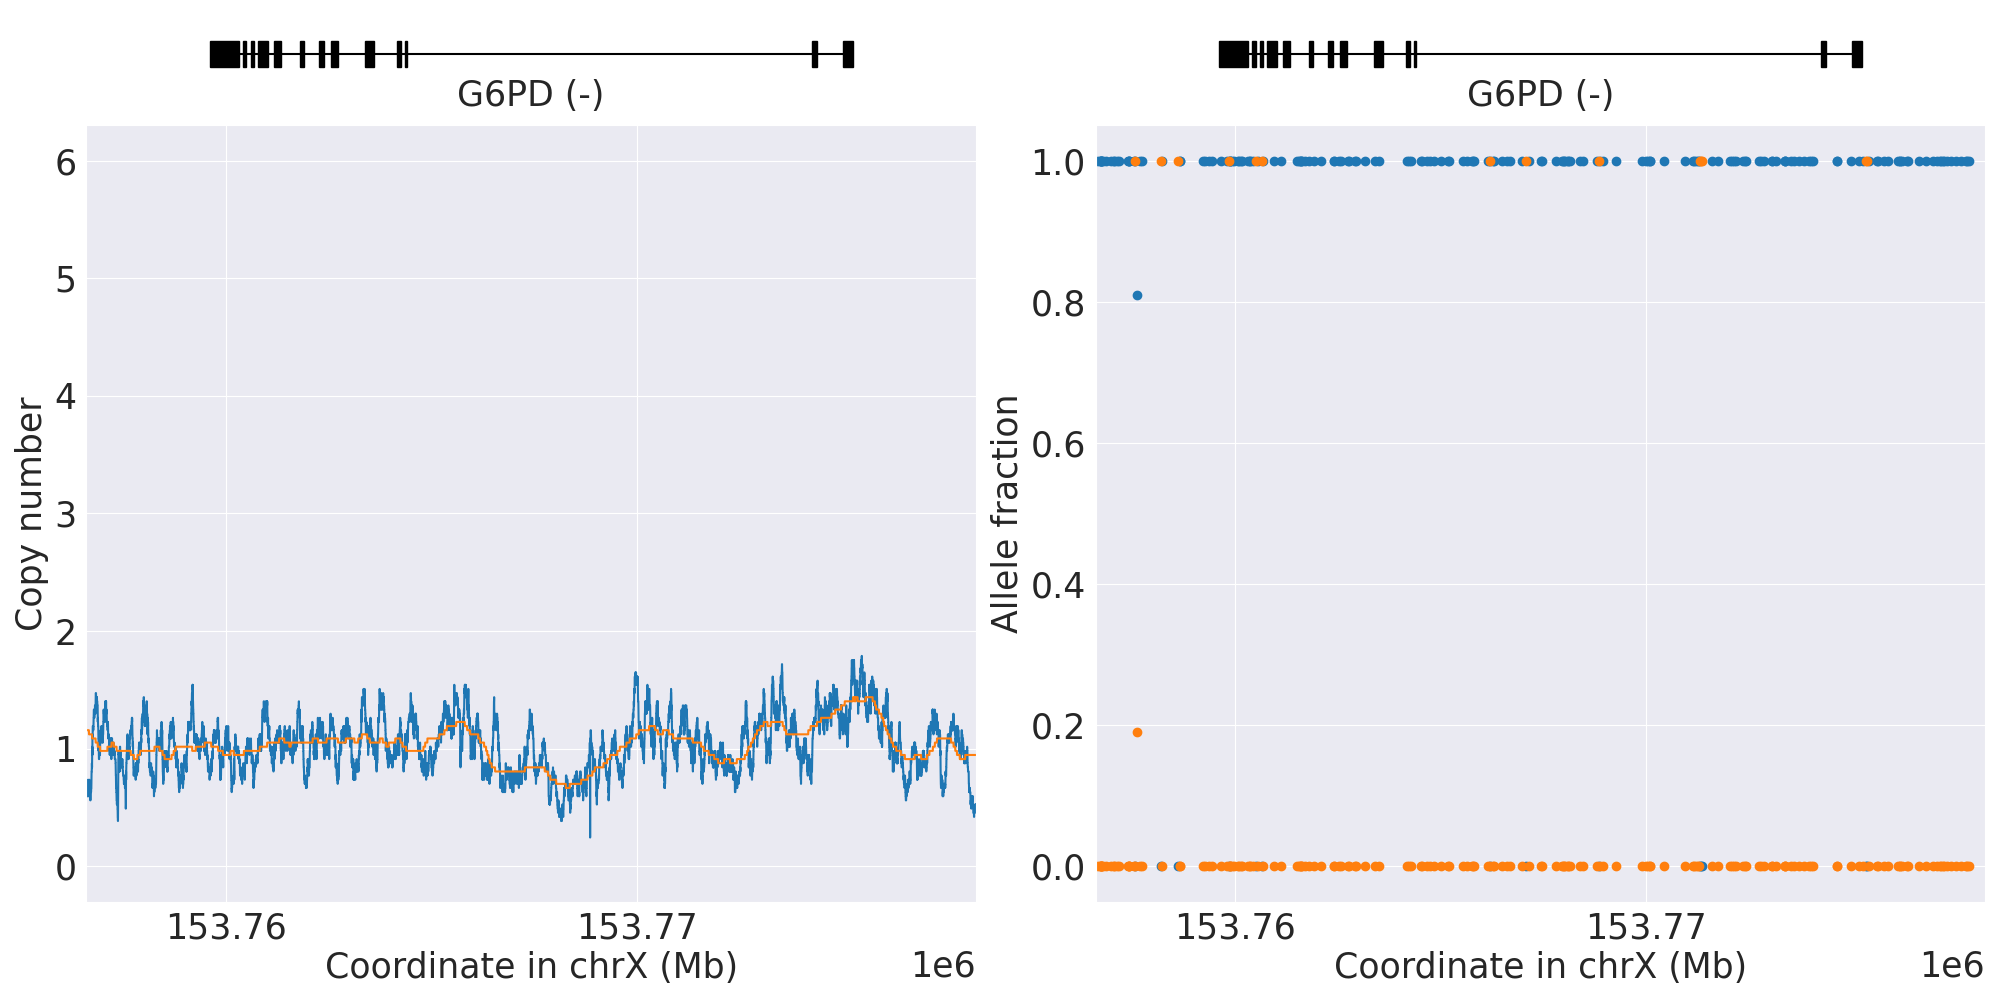 G6PD (-)
6
5
4
3
2
1
0
Copy number
153.76
153.77
Coordinate in chrX (Mb)
1e6
G6PD (-)
1.0
0.8
0.6
0.4
0.2
0.0
Allele fraction
153.76
153.77
Coordinate in chrX (Mb)
1e6